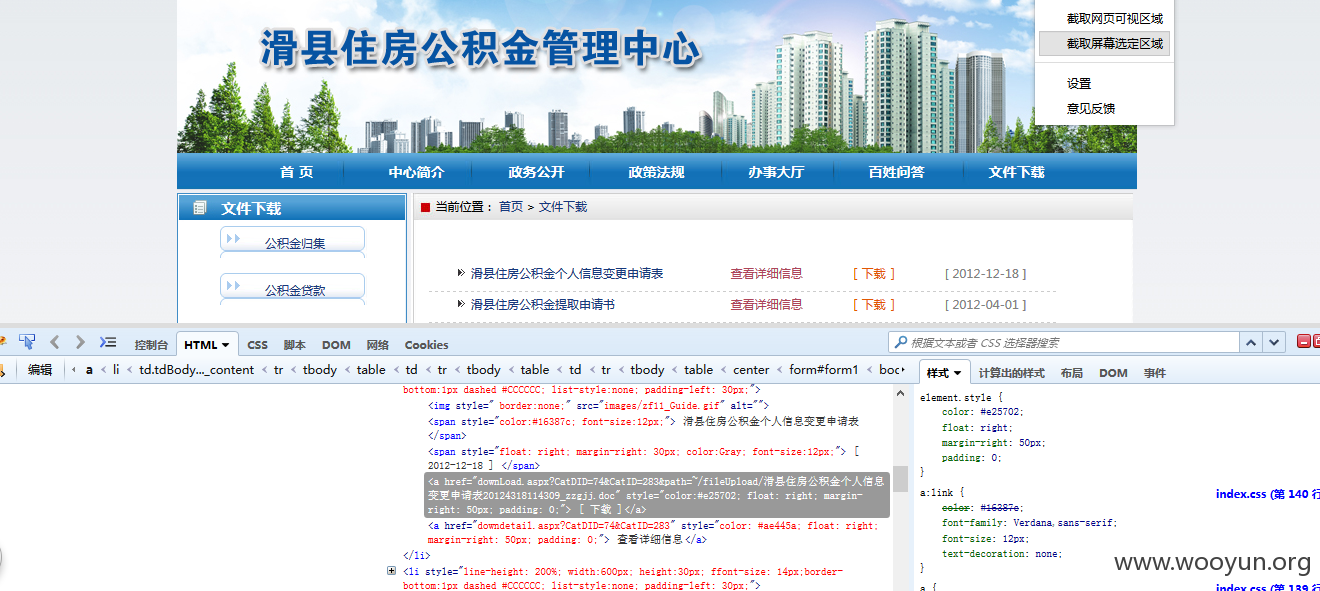 滑县住房公积金管理中心
截取网页可视区域
截取屏幕选定区域
设置
意见反馈
首 页 中心简介 政务公开 政策法规 办事大厅 百姓问答 文件下载
文件下载
公积金归集
公积金贷款
当前位置： 首页 > 文件下载
滑县住房公积金个人信息变更申请表 查看详细信息 [ 下载 ] [ 2012-12-18 ]
滑县住房公积金提取申请书 查看详细信息 [ 下载 ] [ 2012-04-01 ]
控制台 HTML CSS 脚本 DOM 网络 Cookies
根据文本或者 CSS 选择器搜索
编辑 a < li < td.tdBody..._content < tr < tbody < table < td < tr < tbody < table < td < tr < tbody < table < center < form#form1 < boc
样式 计算出的样式 布局 DOM 事件
bottom:1px dashed #CCCCCC; list-style:none; padding-left: 30px;">
<img style=" border:none;" src="images/zf11_Guide.gif" alt="">
<span style="color:#16387c; font-size:12px;"> 滑县住房公积金个人信息变更申请表
</span>
<span style="float: right; margin-right: 30px; color:Gray; font-size:12px;"> [
2012-12-18 ] </span>
<a href="downLoad.aspx?CatDID=74&CatID=283&path=~/fileUpload/滑县住房公积金个人信息
变更申请表20124318114309_zzgjj.doc" style="color:#e25702; float: right; margin-
right: 50px; padding: 0;"> [ 下载 ]</a>
<a href="downdetail.aspx?CatDID=74&CatID=283" style="color: #ae445a; float: right;
margin-right: 50px; padding: 0;"> 查看详细信息</a>
</li>
<li style="line-height: 200%; width:600px; height:30px; ffont-size: 14px;border-
bottom:1px dashed #CCCCCC; list-style:none; padding-left: 30px;">
element.style {
color: #e25702;
float: right;
margin-right: 50px;
padding: 0;
}
a:link {
index.css (第 140 行
color: #16387c;
font-family: Verdana,sans-serif;
font-size: 12px;
text-decoration: none;
}
a {
index.css (第 139 行
www.wooyun.org